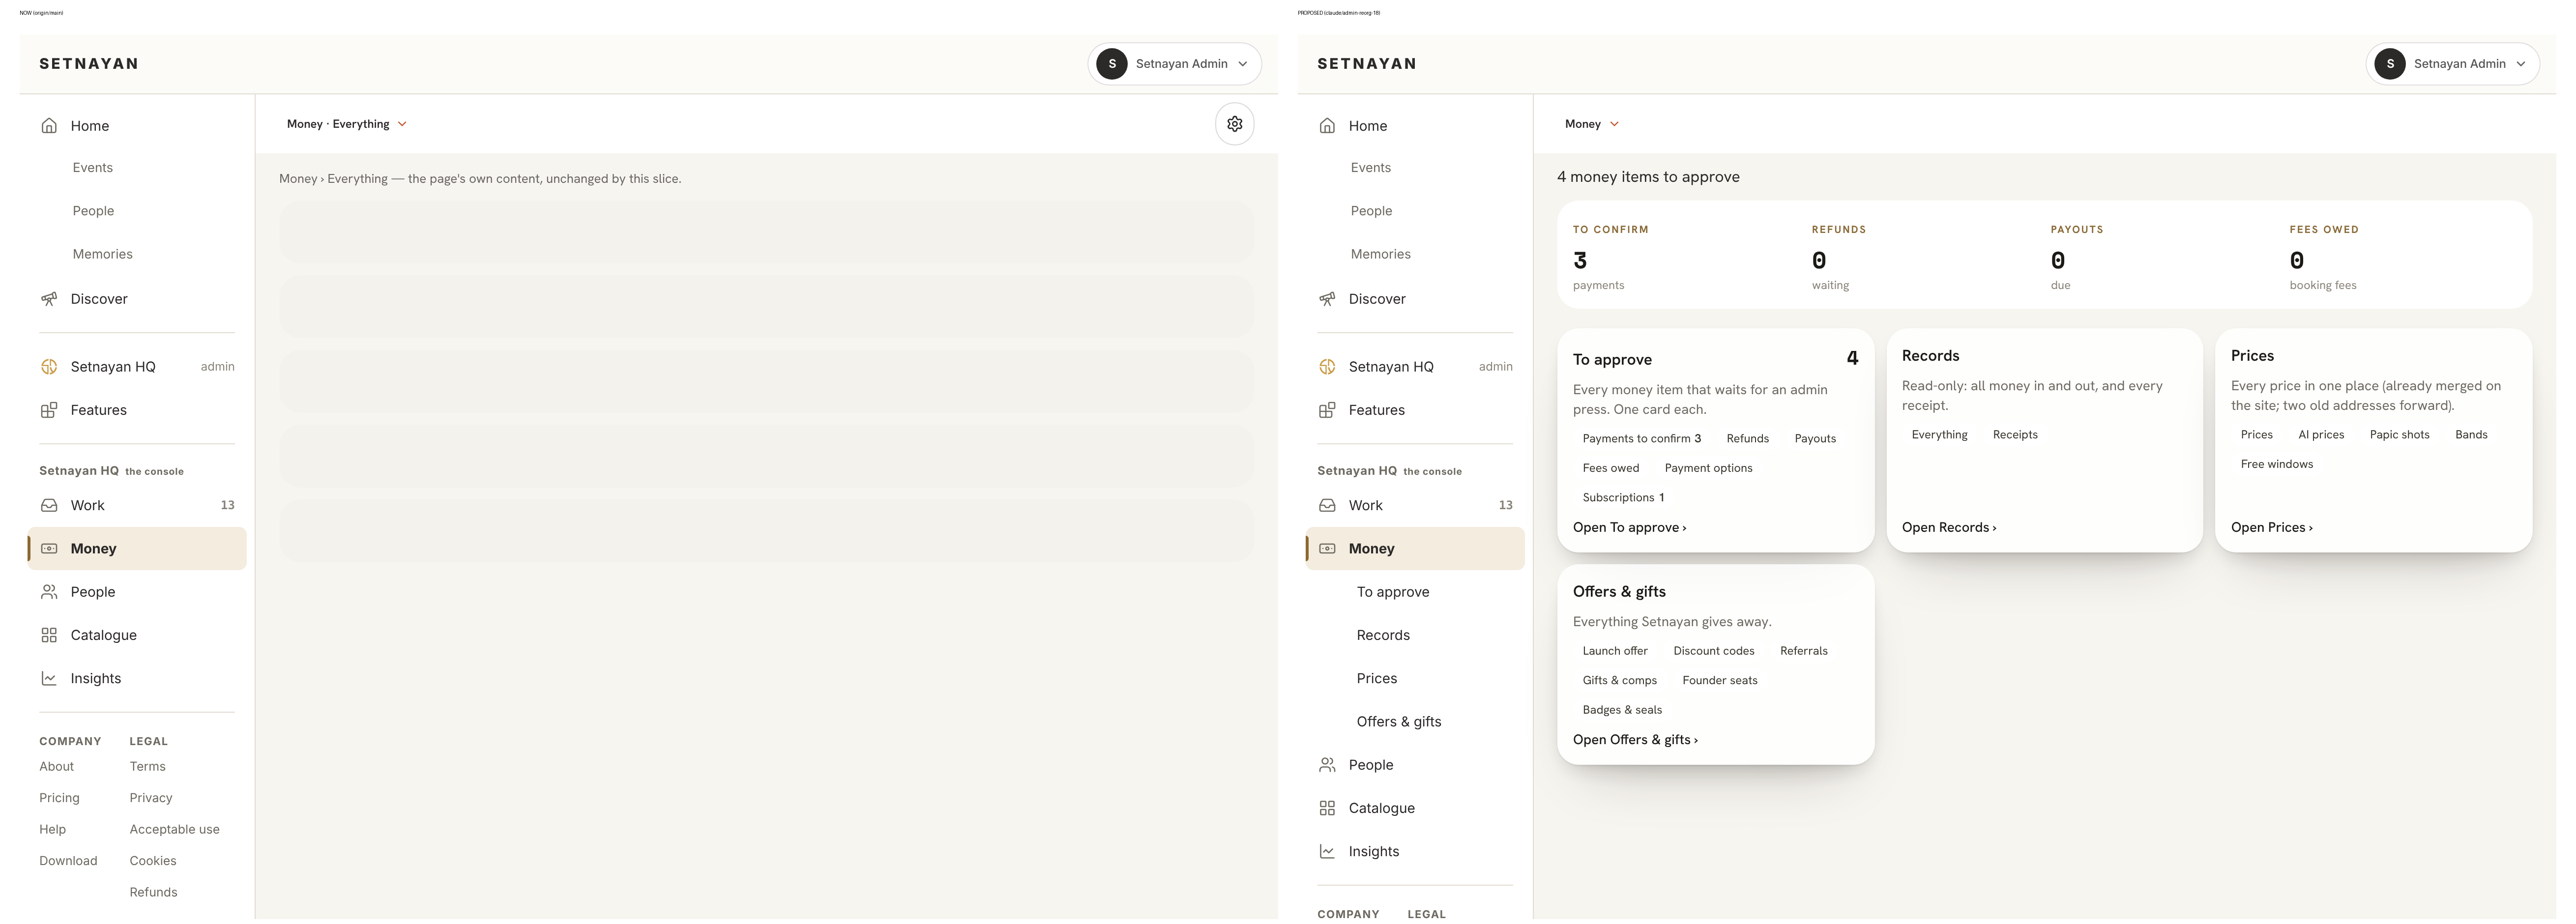 NOW (origin/main)
SETNAYAN
S Setnayan Admin
Home
Events
People
Memories
Discover
Setnayan HQ admin
Features
Setnayan HQ the console
Work 13
Money
People
Catalogue
Insights
COMPANY LEGAL
About Terms
Pricing Privacy
Help Acceptable use
Download Cookies
Refunds
Money · Everything
Money › Everything — the page's own content, unchanged by this slice.
PROPOSED (claude/admin-reorg-18)
SETNAYAN
S Setnayan Admin
Home
Events
People
Memories
Discover
Setnayan HQ admin
Features
Setnayan HQ the console
Work 13
Money
To approve
Records
Prices
Offers & gifts
People
Catalogue
Insights
COMPANY LEGAL
Money
4 money items to approve
TO CONFIRM REFUNDS PAYOUTS FEES OWED
3 0 0 0
payments waiting due booking fees
To approve 4
Every money item that waits for an admin
press. One card each.
Payments to confirm 3 Refunds Payouts
Fees owed Payment options
Subscriptions 1
Open To approve ›
Records
Read-only: all money in and out, and every
receipt.
Everything Receipts
Open Records ›
Prices
Every price in one place (already merged on
the site; two old addresses forward).
Prices AI prices Papic shots Bands
Free windows
Open Prices ›
Offers & gifts
Everything Setnayan gives away.
Launch offer Discount codes Referrals
Gifts & comps Founder seats
Badges & seals
Open Offers & gifts ›